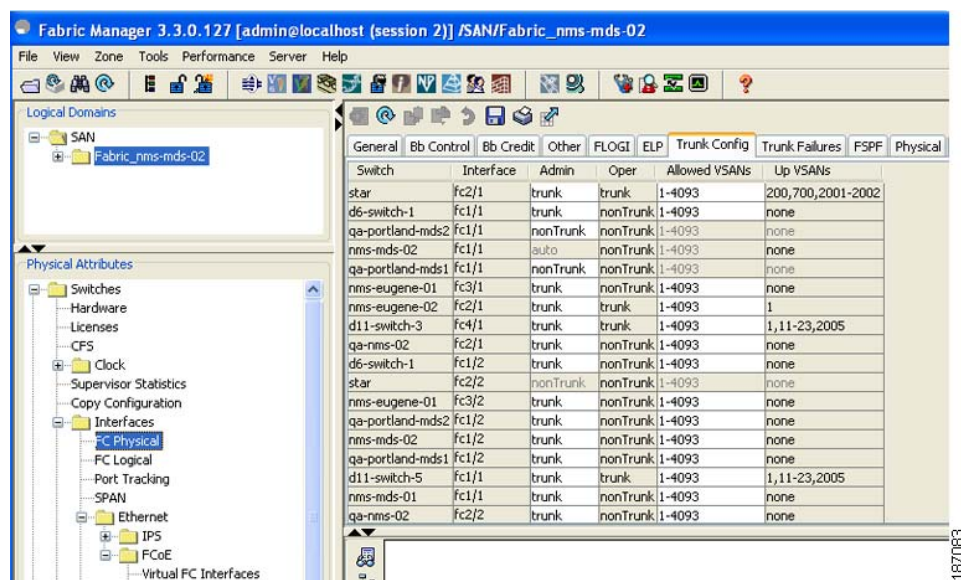 Fabric Manager 3.3.0.127 [admin@localhost (session 2)] /SAN/Fabric_nms-mds-02
File View Zone Tools Performance Server Help
Logical Domains
SAN
Fabric_nms-mds-02
Physical Attributes
Switches
Hardware
Licenses
CFS
Clock
Supervisor Statistics
Copy Configuration
Interfaces
FC Physical
FC Logical
Port Tracking
SPAN
Ethernet
IPS
FCoE
Virtual FC Interfaces
General Bb Control Bb Credit Other FLOGI ELP Trunk Config Trunk Failures FSPF Physical
Switch Interface Admin Oper Allowed VSANs Up VSANs
star fc2/1 trunk trunk 1-4093 200,700,2001-2002
d6-switch-1 fc1/1 trunk nonTrunk 1-4093 none
qa-portland-mds2 fc1/1 nonTrunk nonTrunk 1-4093 none
nms-mds-02 fc1/1 auto nonTrunk 1-4093 none
qa-portland-mds1 fc1/1 nonTrunk nonTrunk 1-4093 none
nms-eugene-01 fc3/1 trunk nonTrunk 1-4093 none
nms-eugene-02 fc2/1 trunk trunk 1-4093 1
d11-switch-3 fc4/1 trunk trunk 1-4093 1,11-23,2005
qa-nms-02 fc2/1 trunk nonTrunk 1-4093 none
d6-switch-1 fc1/2 trunk nonTrunk 1-4093 none
star fc2/2 nonTrunk nonTrunk 1-4093 none
nms-eugene-01 fc3/2 trunk nonTrunk 1-4093 none
qa-portland-mds2 fc1/2 trunk nonTrunk 1-4093 none
nms-mds-02 fc1/2 trunk nonTrunk 1-4093 none
qa-portland-mds1 fc1/2 trunk nonTrunk 1-4093 none
d11-switch-5 fc1/1 trunk trunk 1-4093 1,11-23,2005
nms-mds-01 fc1/1 trunk nonTrunk 1-4093 none
qa-nms-02 fc2/2 trunk nonTrunk 1-4093 none
187083